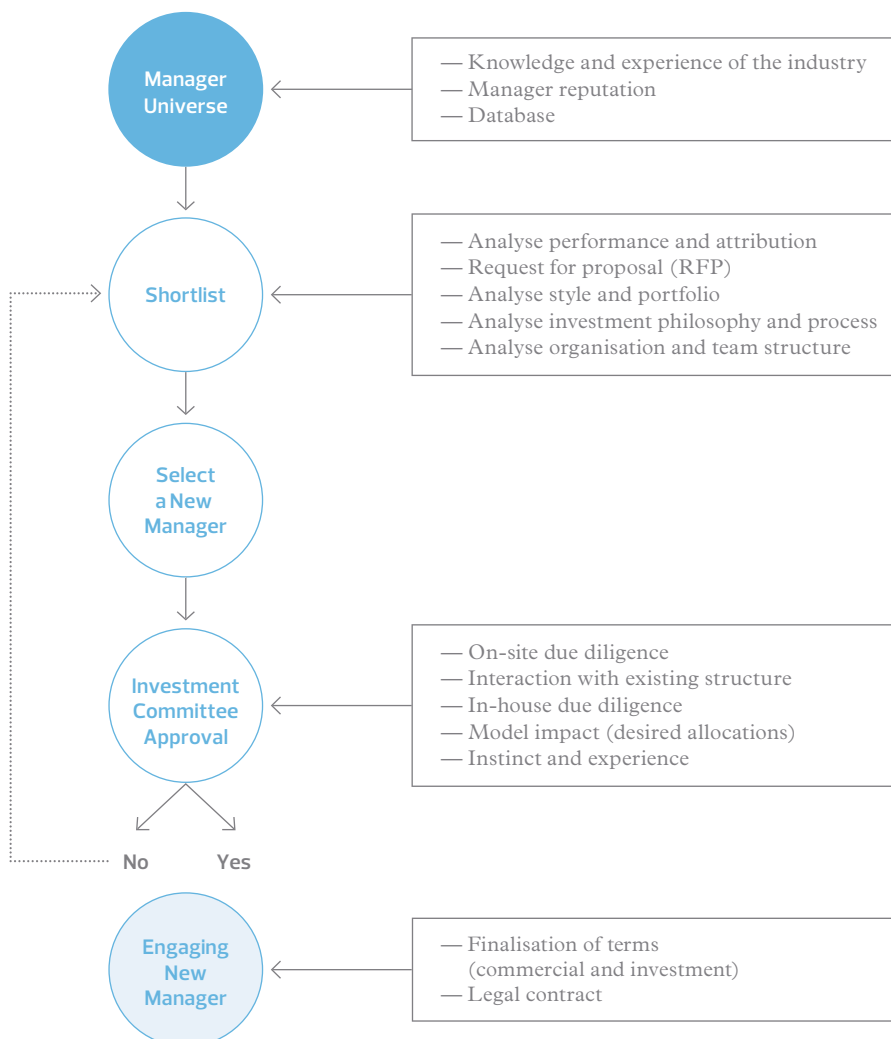 Manager
Universe
— Knowledge and experience of the industry
— Manager reputation
— Database
Shortlist
— Analyse performance and attribution
— Request for proposal (RFP)
— Analyse style and portfolio
— Analyse investment philosophy and process
— Analyse organisation and team structure
Select
a New
Manager
Investment
Committee
Approval
— On-site due diligence
— Interaction with existing structure
— In-house due diligence
— Model impact (desired allocations)
— Instinct and experience
No Yes
Engaging
New
Manager
— Finalisation of terms
(commercial and investment)
— Legal contract